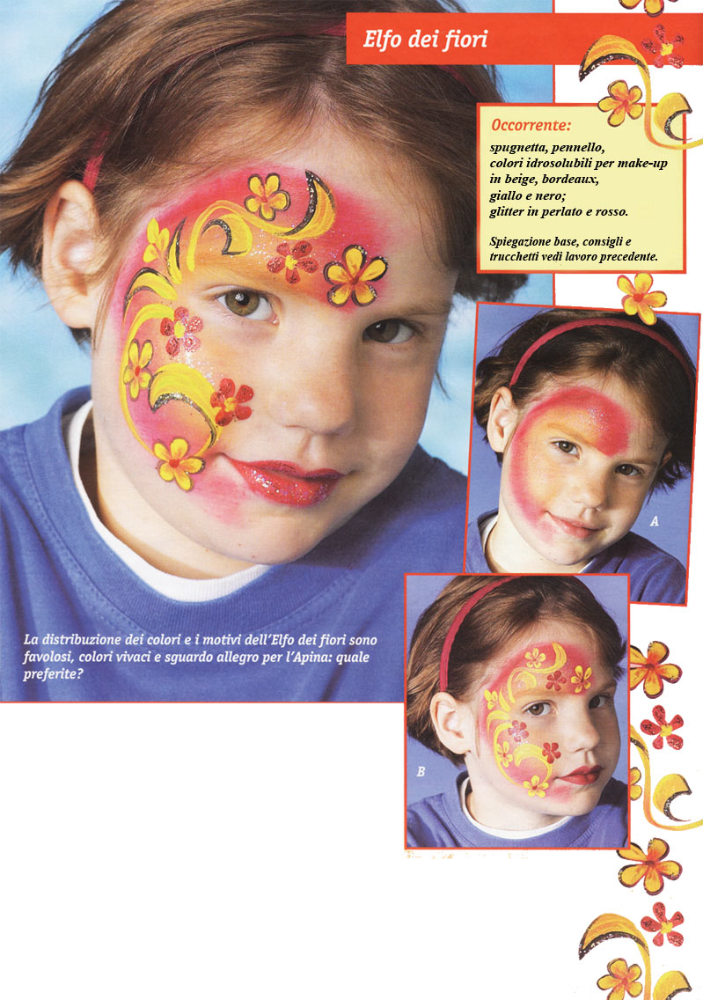 Elfo dei fiori
Occorrente:
spugnetta, pennello,
colori idrosolubili per make-up
in beige, bordeaux,
giallo e nero;
glitter in perlato e rosso.
Spiegazione base, consigli e
trucchetti vedi lavoro precedente.
A
La distribuzione dei colori e i motivi dell'Elfo dei fiori sono
favolosi, colori vivaci e sguardo allegro per l'Apina: quale
preferite?
B